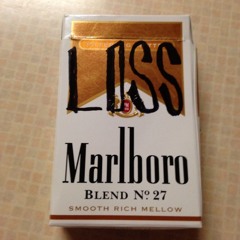 LOSS
Marlboro
BLEND Nº 27
SMOOTH RICH MELLOW